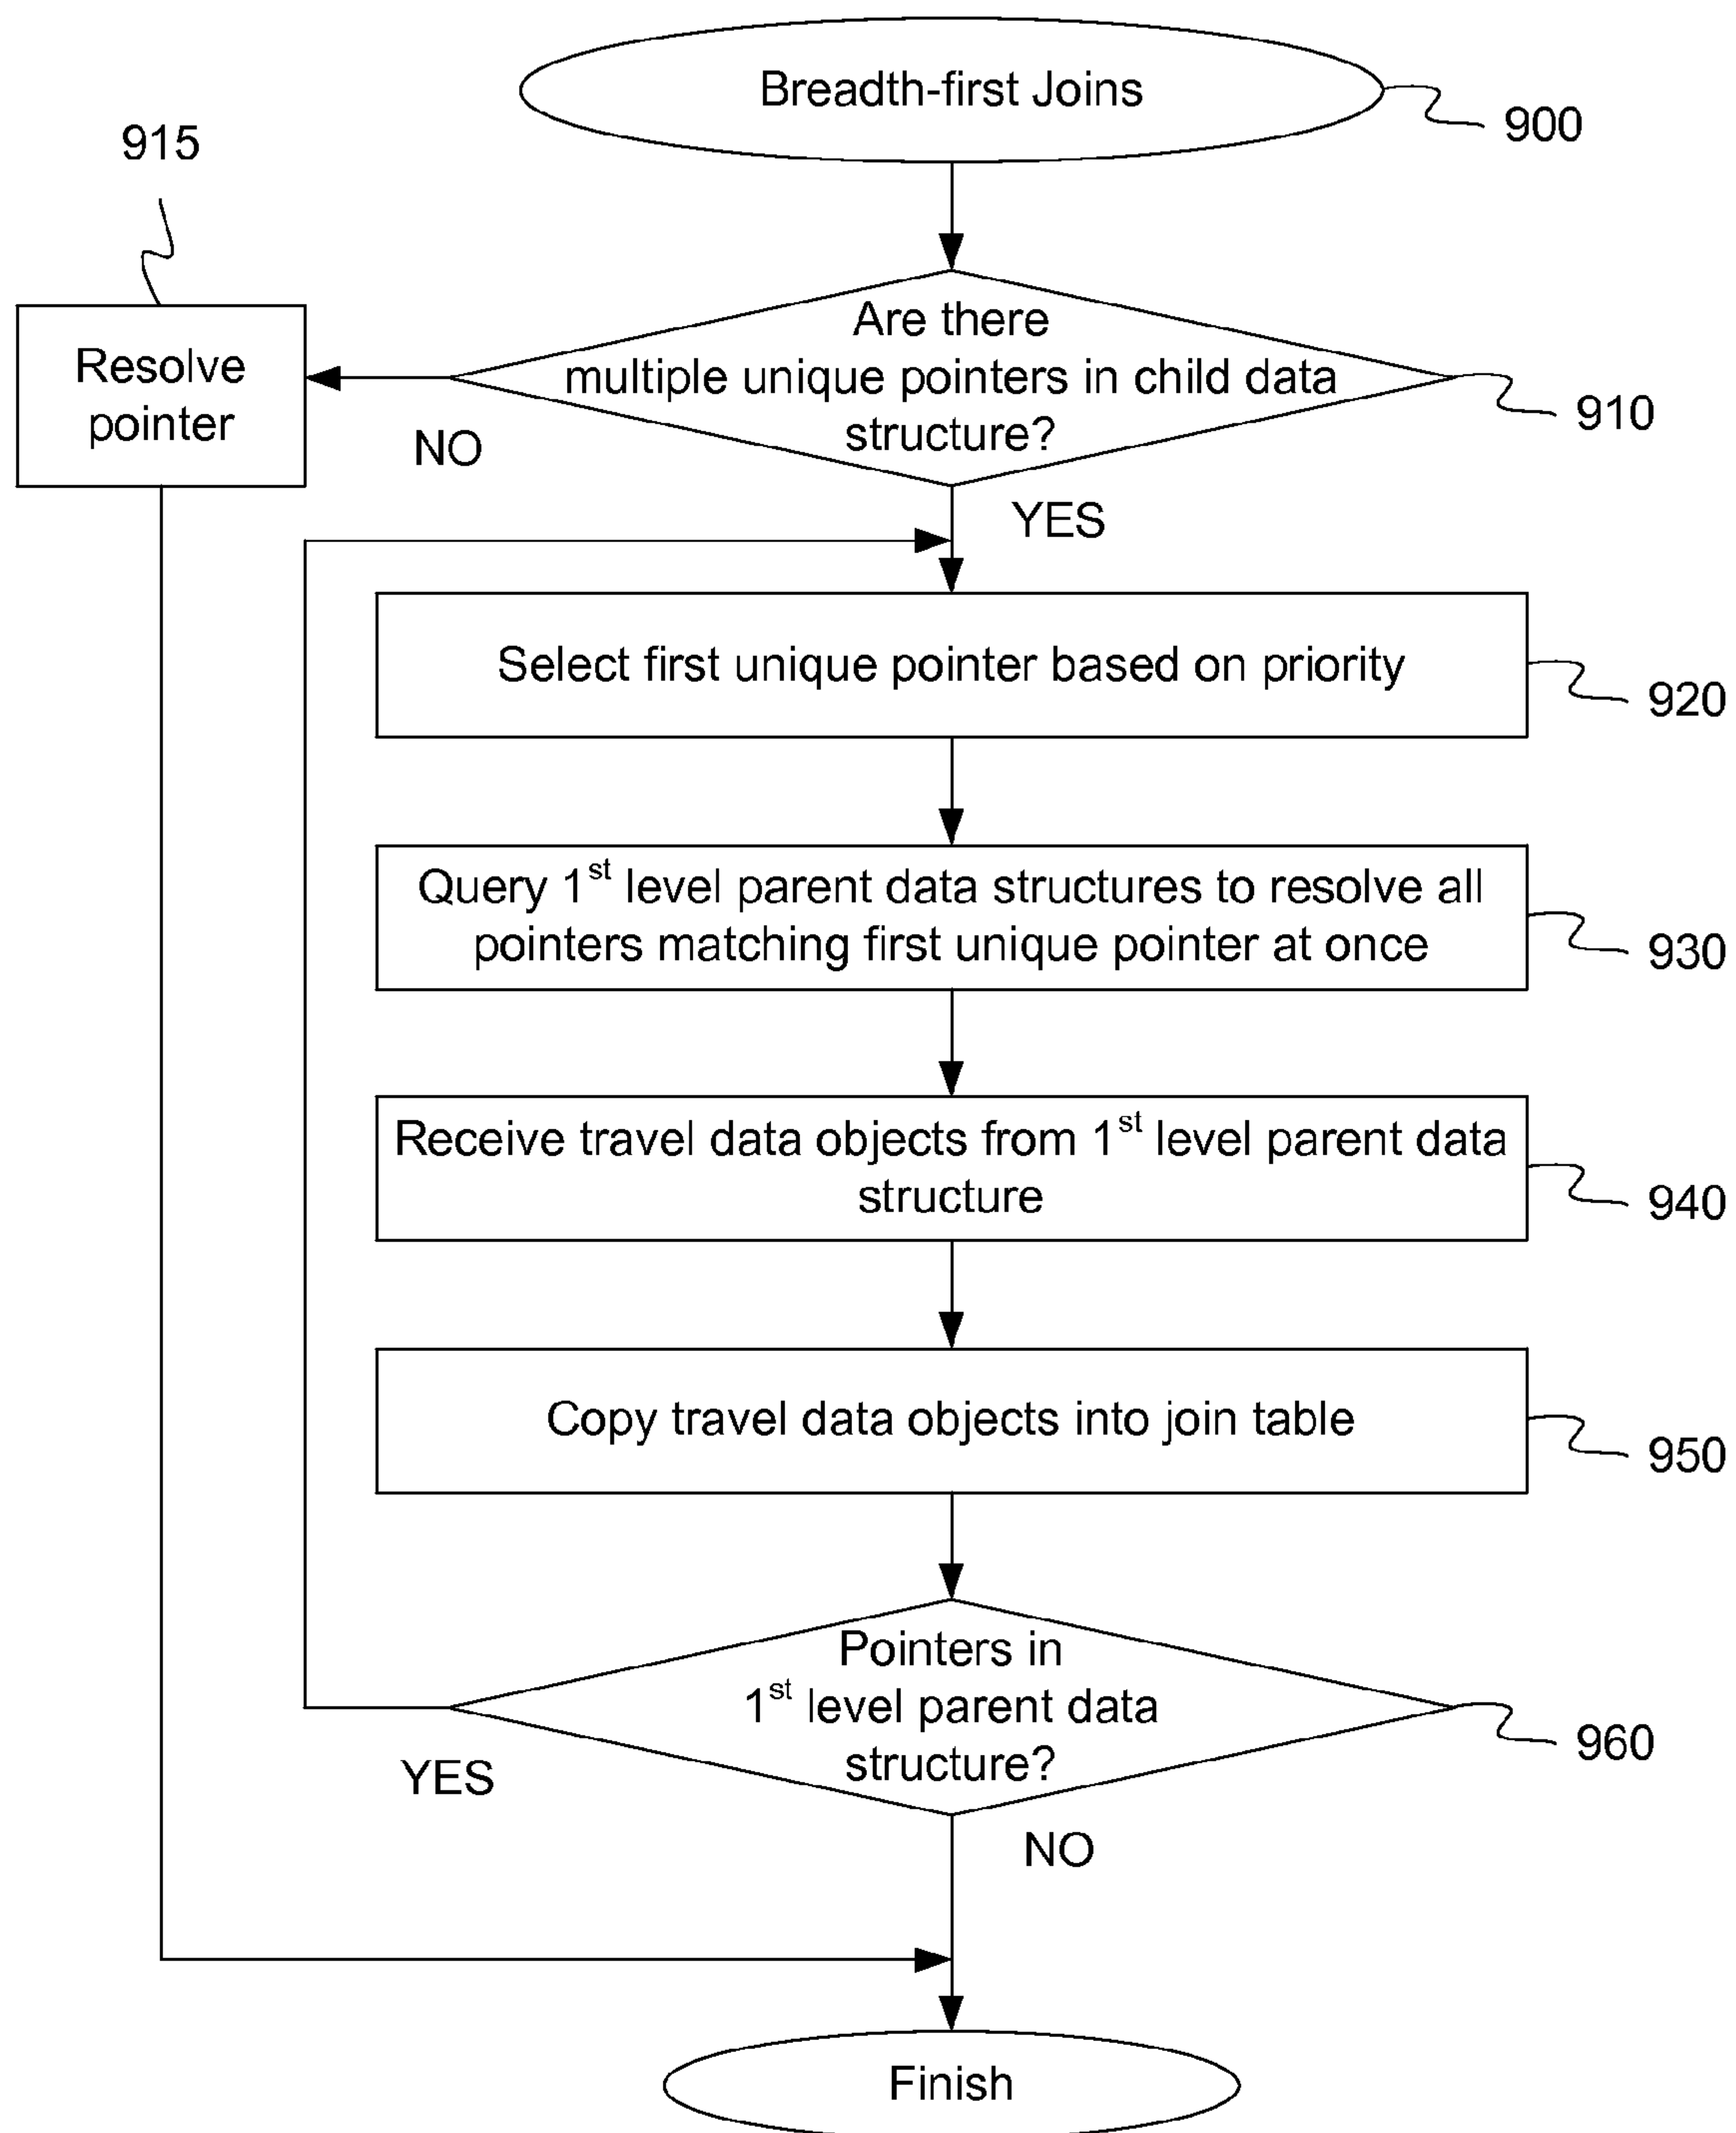 Breadth-first Joins
900
915
Are there
multiple unique pointers in child data
structure?
910
Resolve
pointer
NO
YES
Select first unique pointer based on priority
920
Query 1st level parent data structures to resolve all
pointers matching first unique pointer at once
930
Receive travel data objects from 1st level parent data
structure
940
Copy travel data objects into join table
950
Pointers in
1st level parent data
structure?
960
YES
NO
Finish